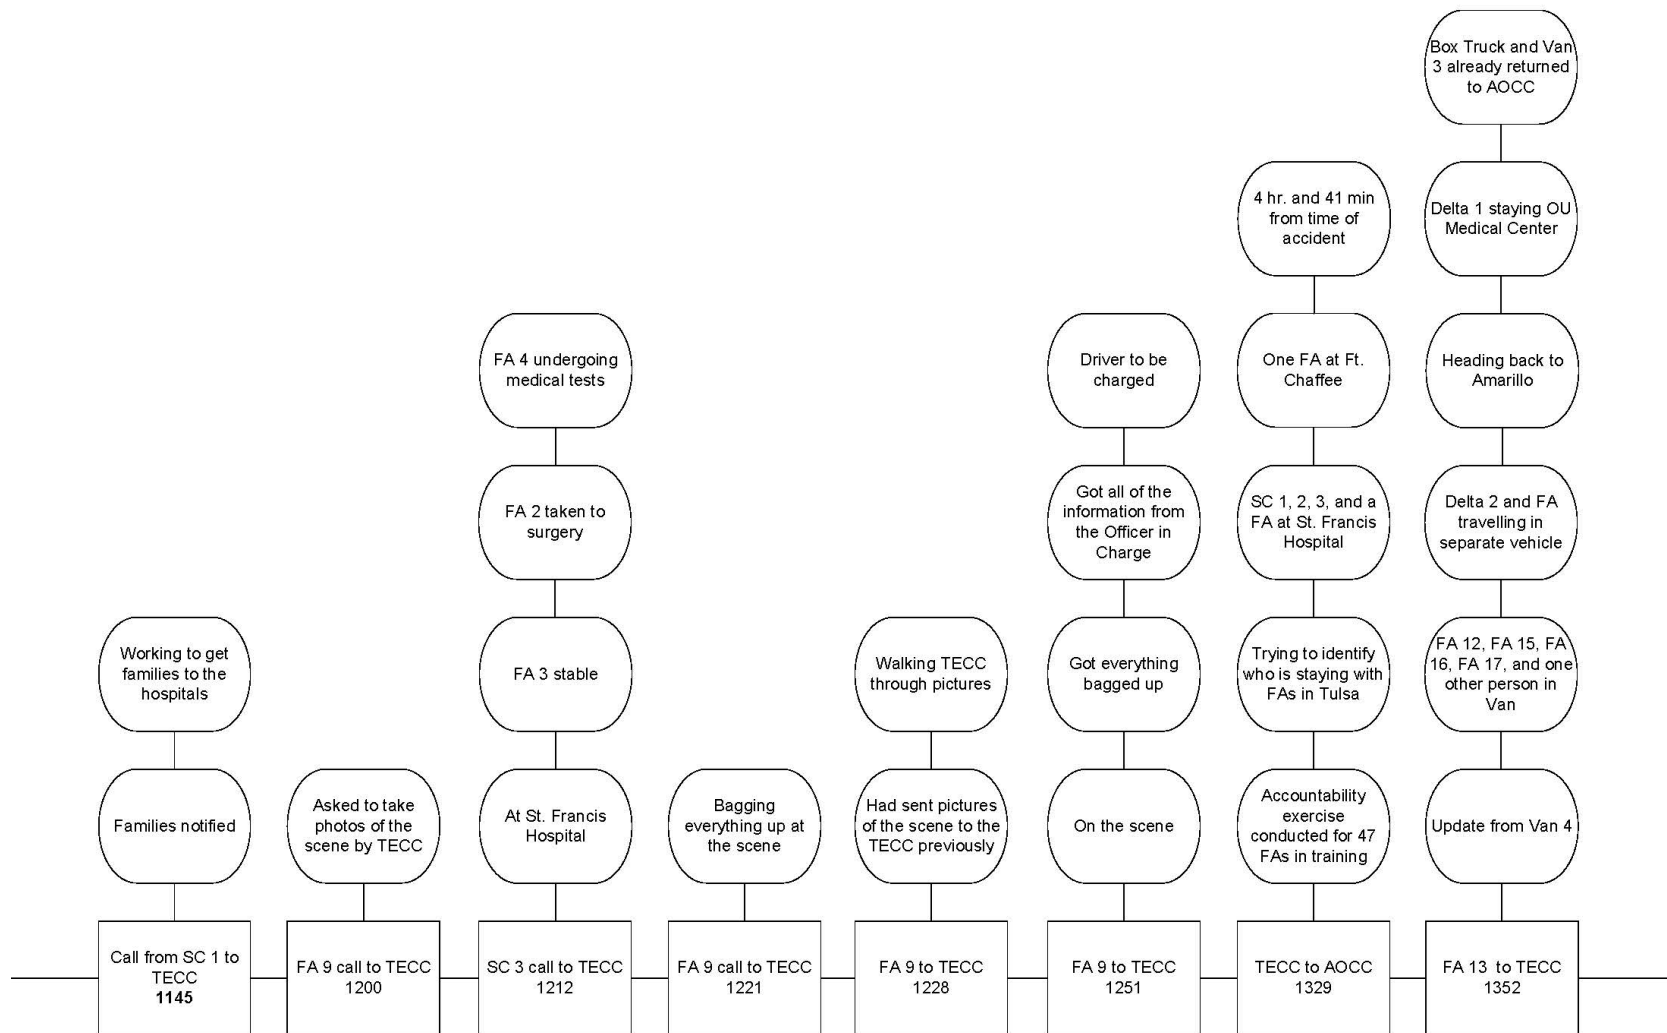 Box Truck and Van
3 already returned
to AOCC
4 hr. and 41 min
from time of
accident
Delta 1 staying OU
Medical Center
FA 4 undergoing
medical tests
Driver to be
charged
One FA at Ft.
Chaffee
Heading back to
Amarillo
FA 2 taken to
surgery
Got all of the
information from
the Officer in
Charge
SC 1, 2, 3, and a
FA at St. Francis
Hospital
Delta 2 and FA
travelling in
separate vehicle
Working to get
families to the
hospitals
FA 3 stable
Walking TECC
through pictures
Got everything
bagged up
Trying to identify
who is staying with
FAs in Tulsa
FA 12, FA 15, FA
16, FA 17, and one
other person in
Van
Families notified
Asked to take
photos of the
scene by TECC
At St. Francis
Hospital
Bagging
everything up at
the scene
Had sent pictures
of the scene to the
TECC previously
On the scene
Accountability
exercise
conducted for 47
FAs in training
Update from Van 4
Call from SC 1 to
TECC
1145
FA 9 call to TECC
1200
SC 3 call to TECC
1212
FA 9 call to TECC
1221
FA 9 to TECC
1228
FA 9 to TECC
1251
TECC to AOCC
1329
FA 13  to TECC
1352